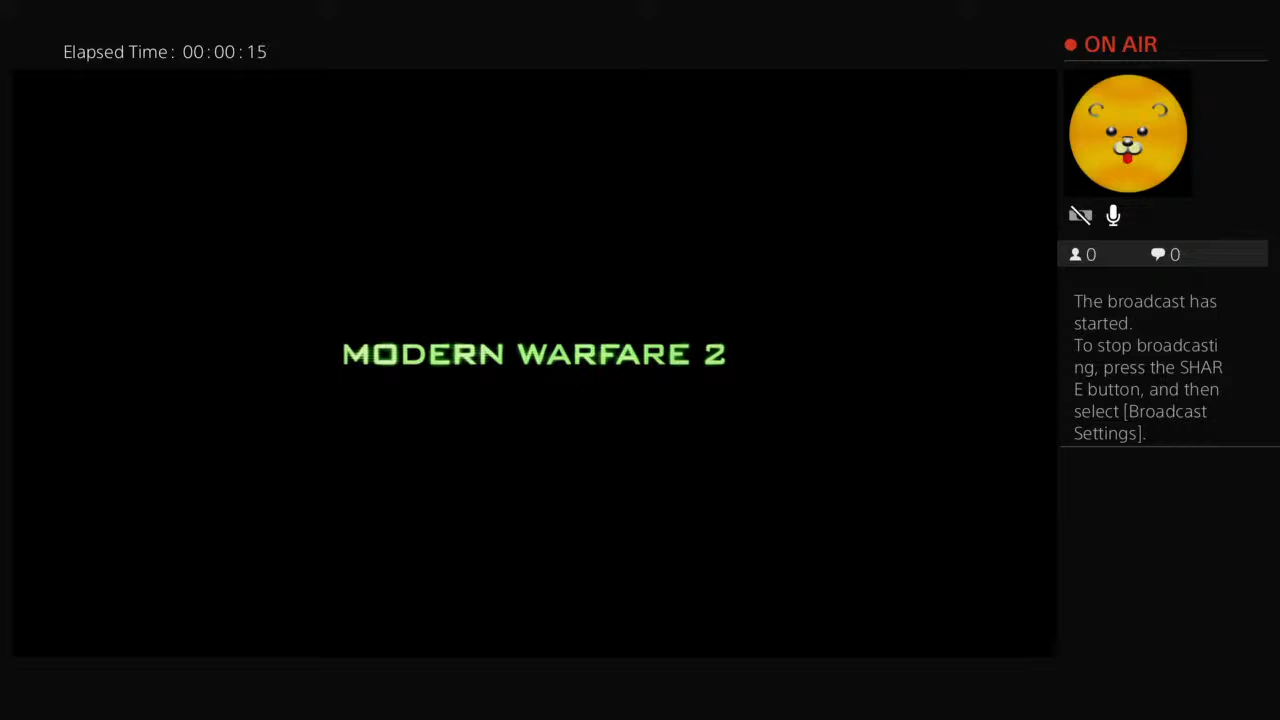 Elapsed Time: 00:00:15
ON AIR
0 0
The broadcast has
started.
To stop broadcasti
ng, press the SHAR
E button, and then
select [Broadcast
Settings].
MODERN WARFARE 2